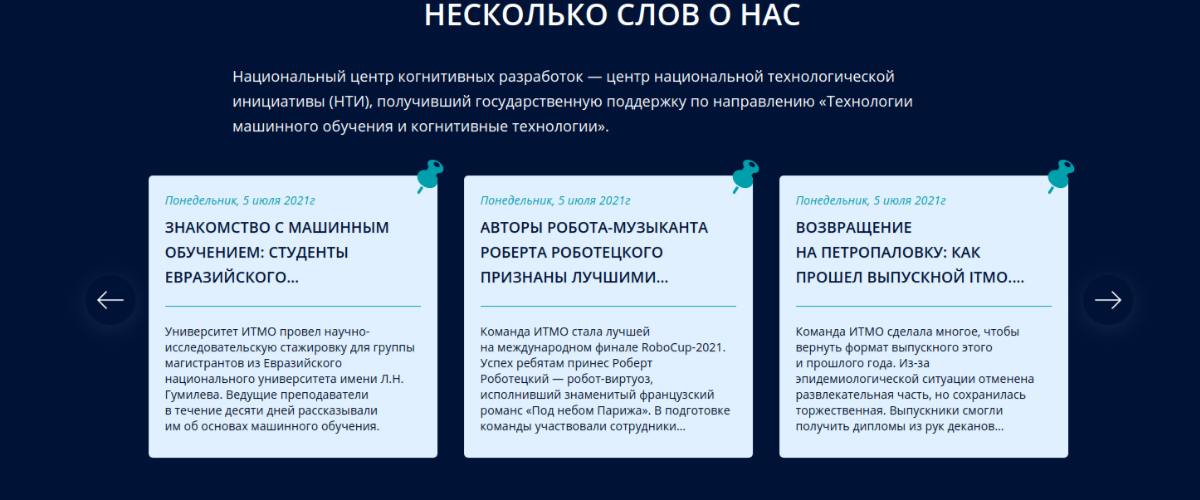 НЕСКОЛЬКО СЛОВ О НАС
Национальный центр когнитивных разработок — центр национальной технологической
инициативы (НТИ), получивший государственную поддержку по направлению «Технологии
машинного обучения и когнитивные технологии».
Понедельник, 5 июля 2021г
ЗНАКОМСТВО С МАШИННЫМ
ОБУЧЕНИЕМ: СТУДЕНТЫ
ЕВРАЗИЙСКОГО...
Университет ИТМО провел научно-
исследовательскую стажировку для группы
магистрантов из Евразийского
национального университета имени Л.Н.
Гумилева. Ведущие преподаватели
в течение десяти дней рассказывали
им об основах машинного обучения.
Понедельник, 5 июля 2021г
АВТОРЫ РОБОТА-МУЗЫКАНТА
РОБЕРТА РОБОТЕЦКОГО
ПРИЗНАНЫ ЛУЧШИМИ...
Команда ИТМО стала лучшей
на международном финале RoboCup-2021.
Успех ребятам принес Роберт
Роботецкий — робот-виртуоз,
исполнивший знаменитый французский
романс «Под небом Парижа». В подготовке
команды участвовали сотрудники...
Понедельник, 5 июля 2021г
ВОЗВРАЩЕНИЕ
НА ПЕТРОПАЛОВКУ: КАК
ПРОШЕЛ ВЫПУСКНОЙ ITMO....
Команда ИТМО сделала многое, чтобы
вернуть формат выпускного этого
и прошлого года. Из-за
эпидемиологической ситуации отменена
развлекательная часть, но сохранилась
торжественная. Выпускники смогли
получить дипломы из рук деканов...